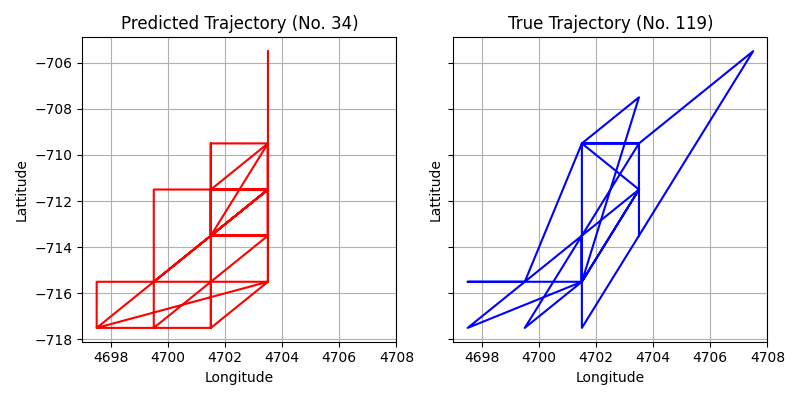 Predicted Trajectory (No. 34)
True Trajectory (No. 119)
Lattitude
−706
−708
−710
−712
−714
−716
−718
4698 4700 4702 4704 4706 4708
Longitude
Lattitude
4698 4700 4702 4704 4706 4708
Longitude